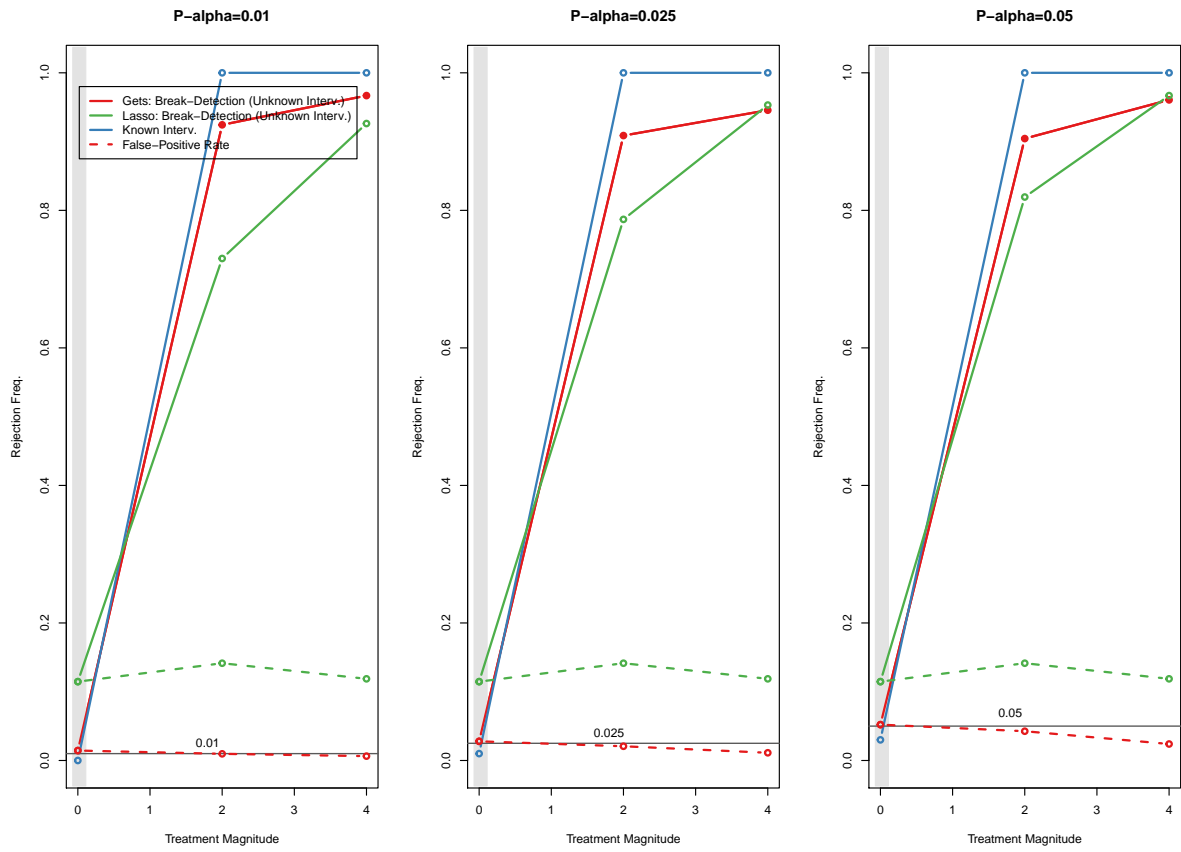 P-alpha=0.01
1.0
0.8
0.6
0.4
0.2
0.0
Rejection Freq.
Gets: Break-Detection (Unknown Interv.)
Lasso: Break-Detection (Unknown Interv.)
Known Interv.
False-Positive Rate
0.01
0 1 2 3 4
Treatment Magnitude
P-alpha=0.025
1.0
0.8
0.6
0.4
0.2
0.0
Rejection Freq.
0.025
0 1 2 3 4
Treatment Magnitude
P-alpha=0.05
1.0
0.8
0.6
0.4
0.2
0.0
Rejection Freq.
0.05
0 1 2 3 4
Treatment Magnitude